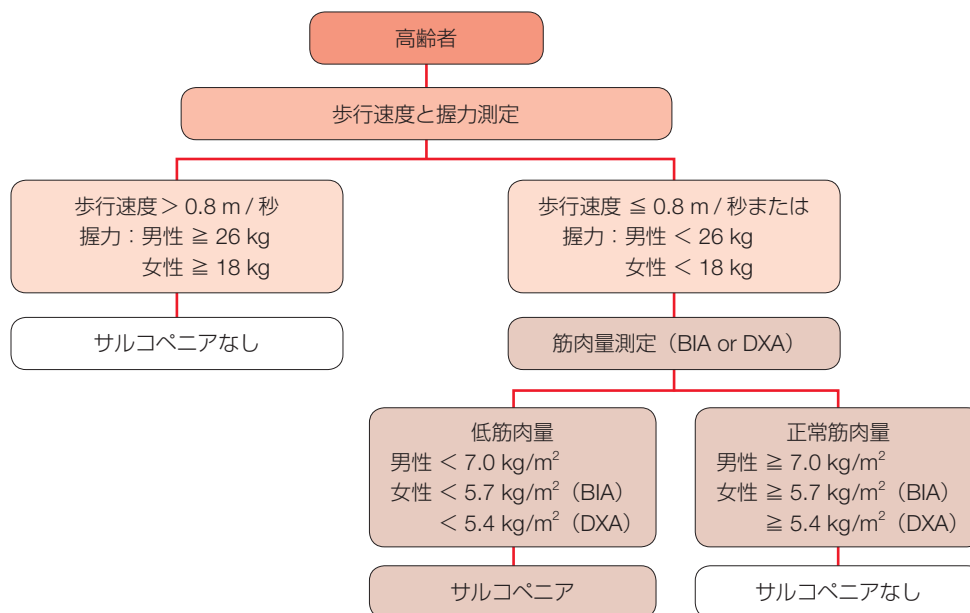 高齢者
歩行速度と握力測定
歩行速度 > 0.8 m / 秒
握力：男性 ≧ 26 kg
女性 ≧ 18 kg
歩行速度 ≦ 0.8 m / 秒または
握力：男性 < 26 kg
女性 < 18 kg
サルコペニアなし
筋肉量測定（BIA or DXA）
低筋肉量
男性 < 7.0 kg/m²
女性 < 5.7 kg/m²（BIA）
< 5.4 kg/m²（DXA）
正常筋肉量
男性 ≧ 7.0 kg/m²
女性 ≧ 5.7 kg/m²（BIA）
≧ 5.4 kg/m²（DXA）
サルコペニア
サルコペニアなし